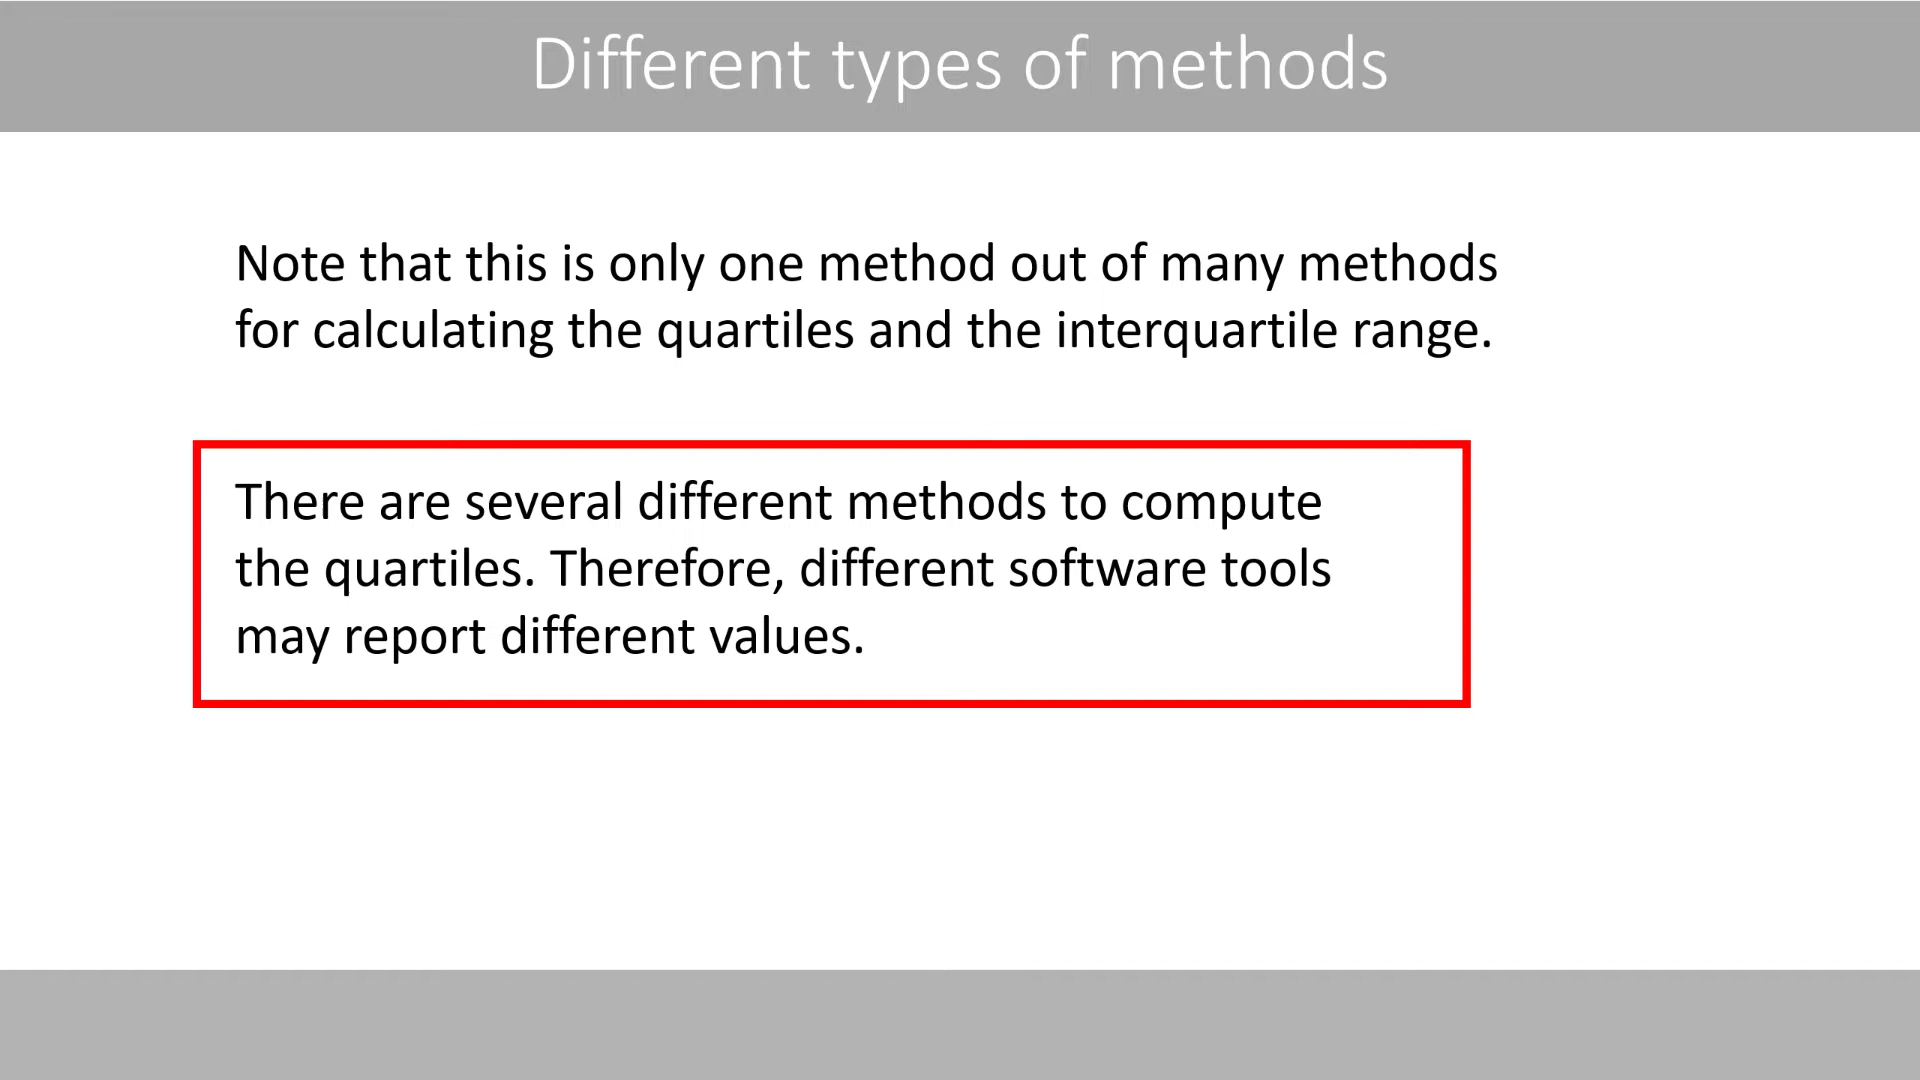 Different types of methods
Note that this is only one method out of many methods
for calculating the quartiles and the interquartile range.
There are several different methods to compute
the quartiles. Therefore, different software tools
may report different values.